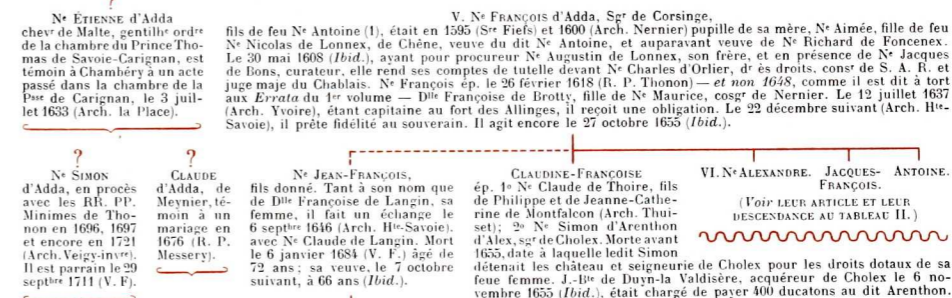 ?
Nᵉ ÉTIENNE d'Adda
chevʳ de Malte, gentilhᵉ ordʳᵉ
de la chambre du Prince Tho-
mas de Savoie-Carignan, est
témoin à Chambéry à un acte
passé dans la chambre de la
Pˢˢᵉ de Carignan, le 3 juil-
let 1633 (Arch. la Place).
V. Nᵉ FRANÇOIS d'Adda, Sgʳ de Corsinge,
fils de feu Nᵉ Antoine (1), était en 1595 (Sʳᵉ Fiefs) et 1600 (Arch. Nernier) pupille de sa mère, Nᵉ Aimée, fille de feu
Nᵉ Nicolas de Lonnex, de Chêne, veuve du dit Nᵉ Antoine, et auparavant veuve de Nᵉ Richard de Foncenex.
Le 30 mai 1608 (Ibid.), ayant pour procureur Nᵉ Augustin de Lonnex, son frère, et en présence de Nᵉ Jacques
de Bons, curateur, elle rend ses comptes de tutelle devant Nᵉ Charles d'Orlier, dʳ ès droits, consʳ de S. A. R. et
juge maje du Chablais. Nᵉ François ép. le 26 février 1618 (R. P. Thonon) — et non 1648, comme il est dit à tort
aux Errata du 1ᵉʳ volume — Dˡˡᵉ Françoise de Brotty, fille de Nᵉ Maurice, cosgʳ de Nernier. Le 12 juillet 1637
(Arch. Yvoire), étant capitaine au fort des Allinges, il reçoit une obligation. Le 22 décembre suivant (Arch. Hᵗᵉ-
Savoie), il prête fidélité au souverain. Il agit encore le 27 octobre 1655 (Ibid.).
?
Nᵉ SIMON
d'Adda, en procès
avec les RR. PP.
Minimes de Tho-
non en 1696, 1697
et encore en 1721
(Arch. Veigy-invʳᵉ).
Il est parrain le 29
septᵇʳᵉ 1711 (V. F).
?
CLAUDE
d'Adda, de
Meynier, té-
moin à un
mariage en
1676 (R. P.
Messery).
Nᵉ JEAN-FRANÇOIS,
fils donné. Tant à son nom que
de Dˡˡᵉ Françoise de Langin, sa
femme, il fait un échange le
6 septᵇʳᵉ 1646 (Arch. Hᵗᵉ-Savoie).
avec Nᵉ Claude de Langin. Mort
le 6 janvier 1684 (V. F.) âgé de
72 ans ; sa veuve, le 7 octobre
suivant, à 66 ans (Ibid.).
CLAUDINE-FRANÇOISE
ép. 1º Nᵉ Claude de Thoire, fils
de Philippe et de Jeanne-Cathe-
rine de Montfalcon (Arch. Thui-
set); 2º Nᵉ Simon d'Arenthon
d'Alex, sgʳ de Cholex. Morte avant
1655, date à laquelle ledit Simon
détenait les château et seigneurie de Cholex pour les droits dotaux de sa
feue femme. J.-Bᵗᵉ de Duyn-la Valdisère, acquéreur de Cholex le 6 no-
vembre 1655 (Ibid.), était chargé de payer 400 ducatons au dit Arenthon.
VI. Nᵉ ALEXANDRE. JACQUES- ANTOINE.
FRANÇOIS.
(Voir LEUR ARTICLE ET LEUR
DESCENDANCE AU TABLEAU II.)